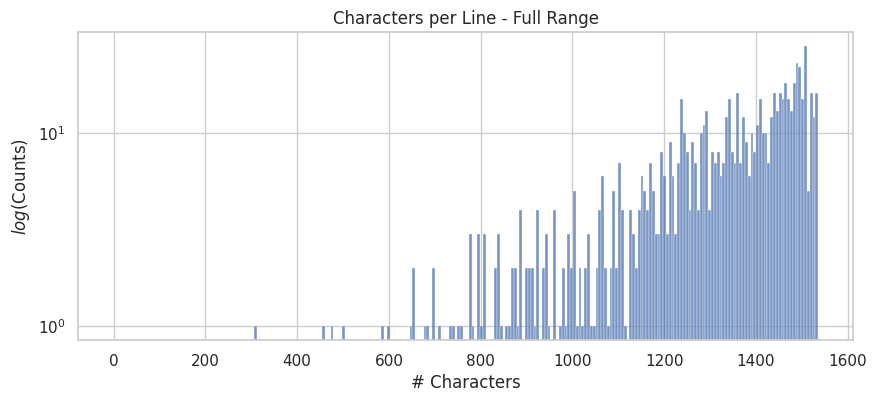 Characters per Line - Full Range
log(Counts)
10¹
10⁰
0 200 400 600 800 1000 1200 1400 1600
# Characters